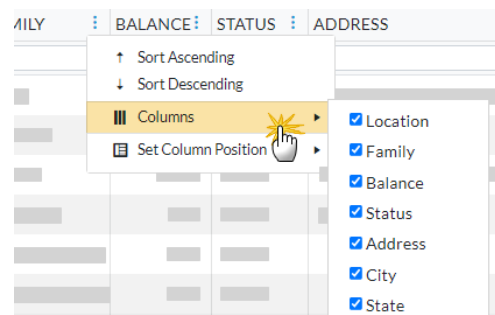 MILY BALANCE STATUS ADDRESS
Sort Ascending
Sort Descending
Columns
Set Column Position
Location
Family
Balance
Status
Address
City
State